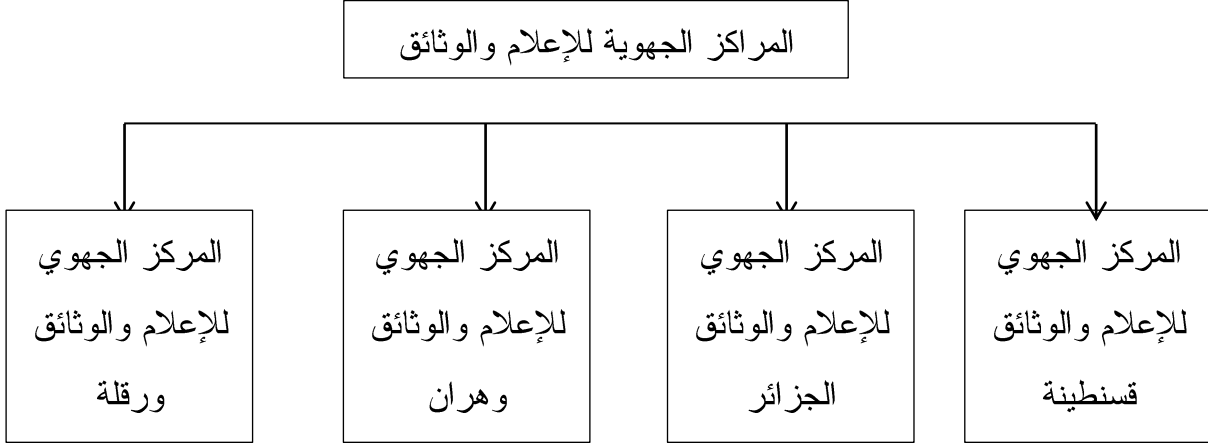 المراكز الجهوية للإعلام والوثائق
المركز الجهوي
للإعلام والوثائق
قسنطينة
المركز الجهوي
للإعلام والوثائق
الجزائر
المركز الجهوي
للإعلام والوثائق
وهران
المركز الجهوي
للإعلام والوثائق
ورقلة